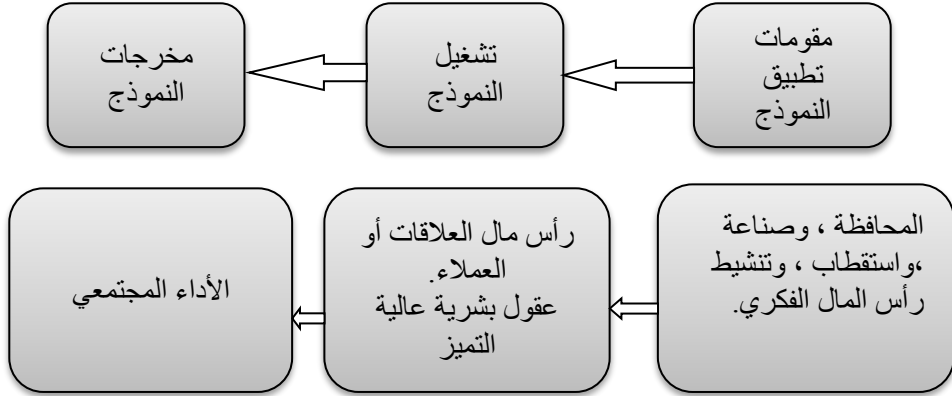 مقومات
تطبيق
النموذج
تشغيل
النموذج
مخرجات
النموذج
المحافظة ، وصناعة
،واستقطاب ، وتنشيط
رأس المال الفكري.
رأس مال العلاقات أو
العملاء.
عقول بشرية عالية
التميز
الأداء المجتمعي